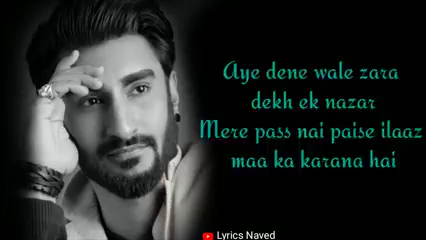 Aye dene wale zara
dekh ek nazar
Mere pass nai paise ilaaz
maa ka karana hai
Lyrics Naved